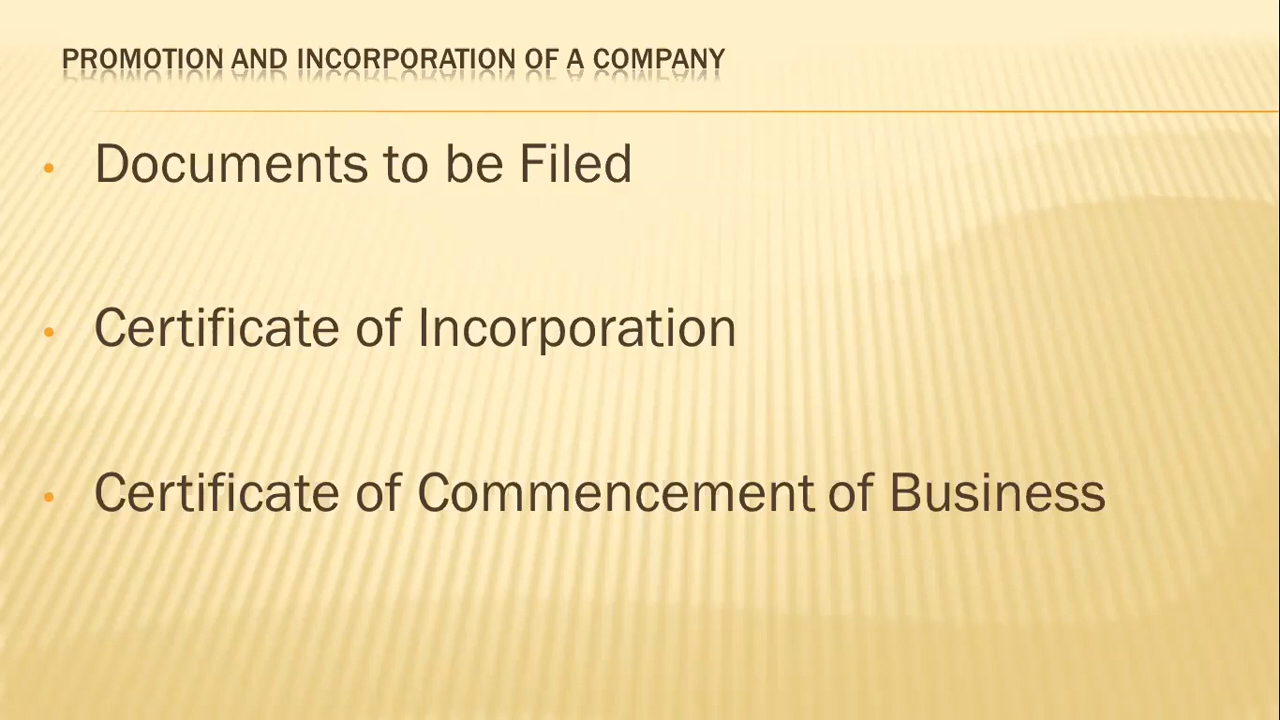 PROMOTION AND INCORPORATION OF A COMPANY
• Documents to be Filed
• Certificate of Incorporation
• Certificate of Commencement of Business